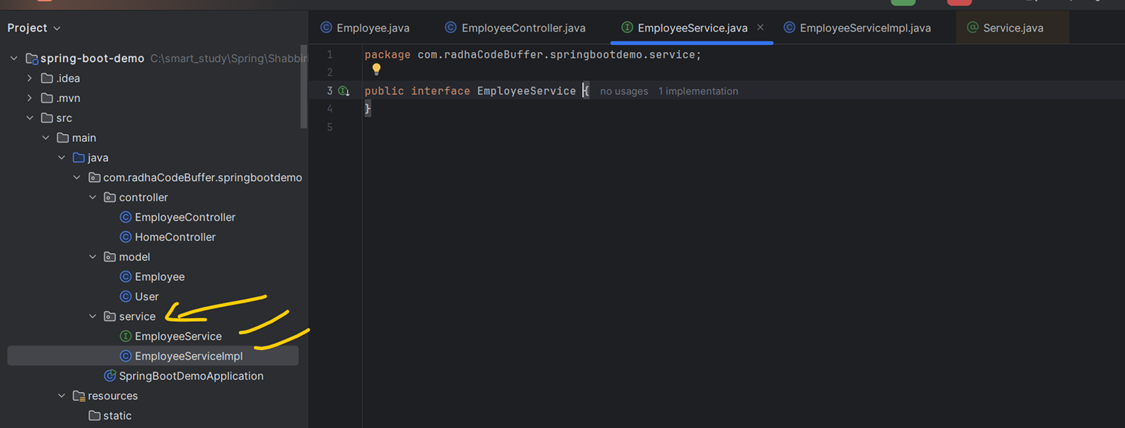 Project
Employee.java
EmployeeController.java
EmployeeService.java
EmployeeServiceImpl.java
Service.java
spring-boot-demo C:\smart_study\Spring\Shabbir
.idea
.mvn
src
main
java
com.radhaCodeBuffer.springbootdemo
controller
EmployeeController
HomeController
model
Employee
User
service
EmployeeService
EmployeeServiceImpl
SpringBootDemoApplication
resources
static
1 package com.radhaCodeBuffer.springbootdemo.service;
2
3 public interface EmployeeService { no usages 1 implementation
4 }
5